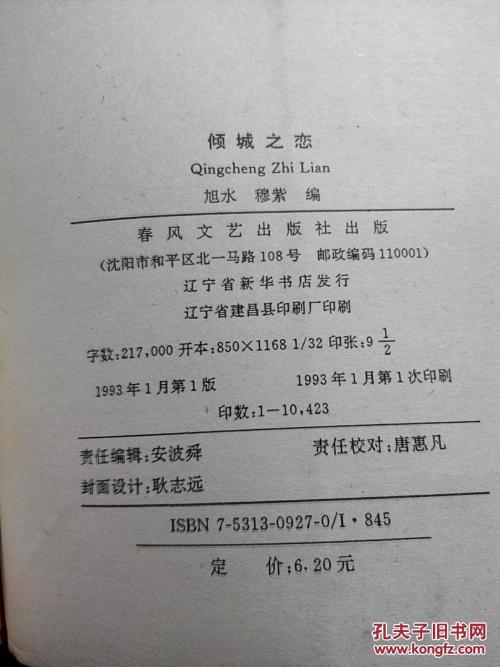 倾城之恋
Qingcheng Zhi Lian
旭水 穆紫 编
春风文艺出版社出版
(沈阳市和平区北一马路108号 邮政编码110001)
辽宁省新华书店发行
辽宁省建昌县印刷厂印刷
字数:217,000 开本:850×1168 1/32 印张:9 1/2
1993年1月第1版 1993年1月第1次印刷
印数:1—10,423
责任编辑:安波舜 责任校对:唐惠凡
封面设计:耿志远
ISBN 7-5313-0927-0/I·845
定 价:6.20元
孔夫子旧书网
www.kongfz.com